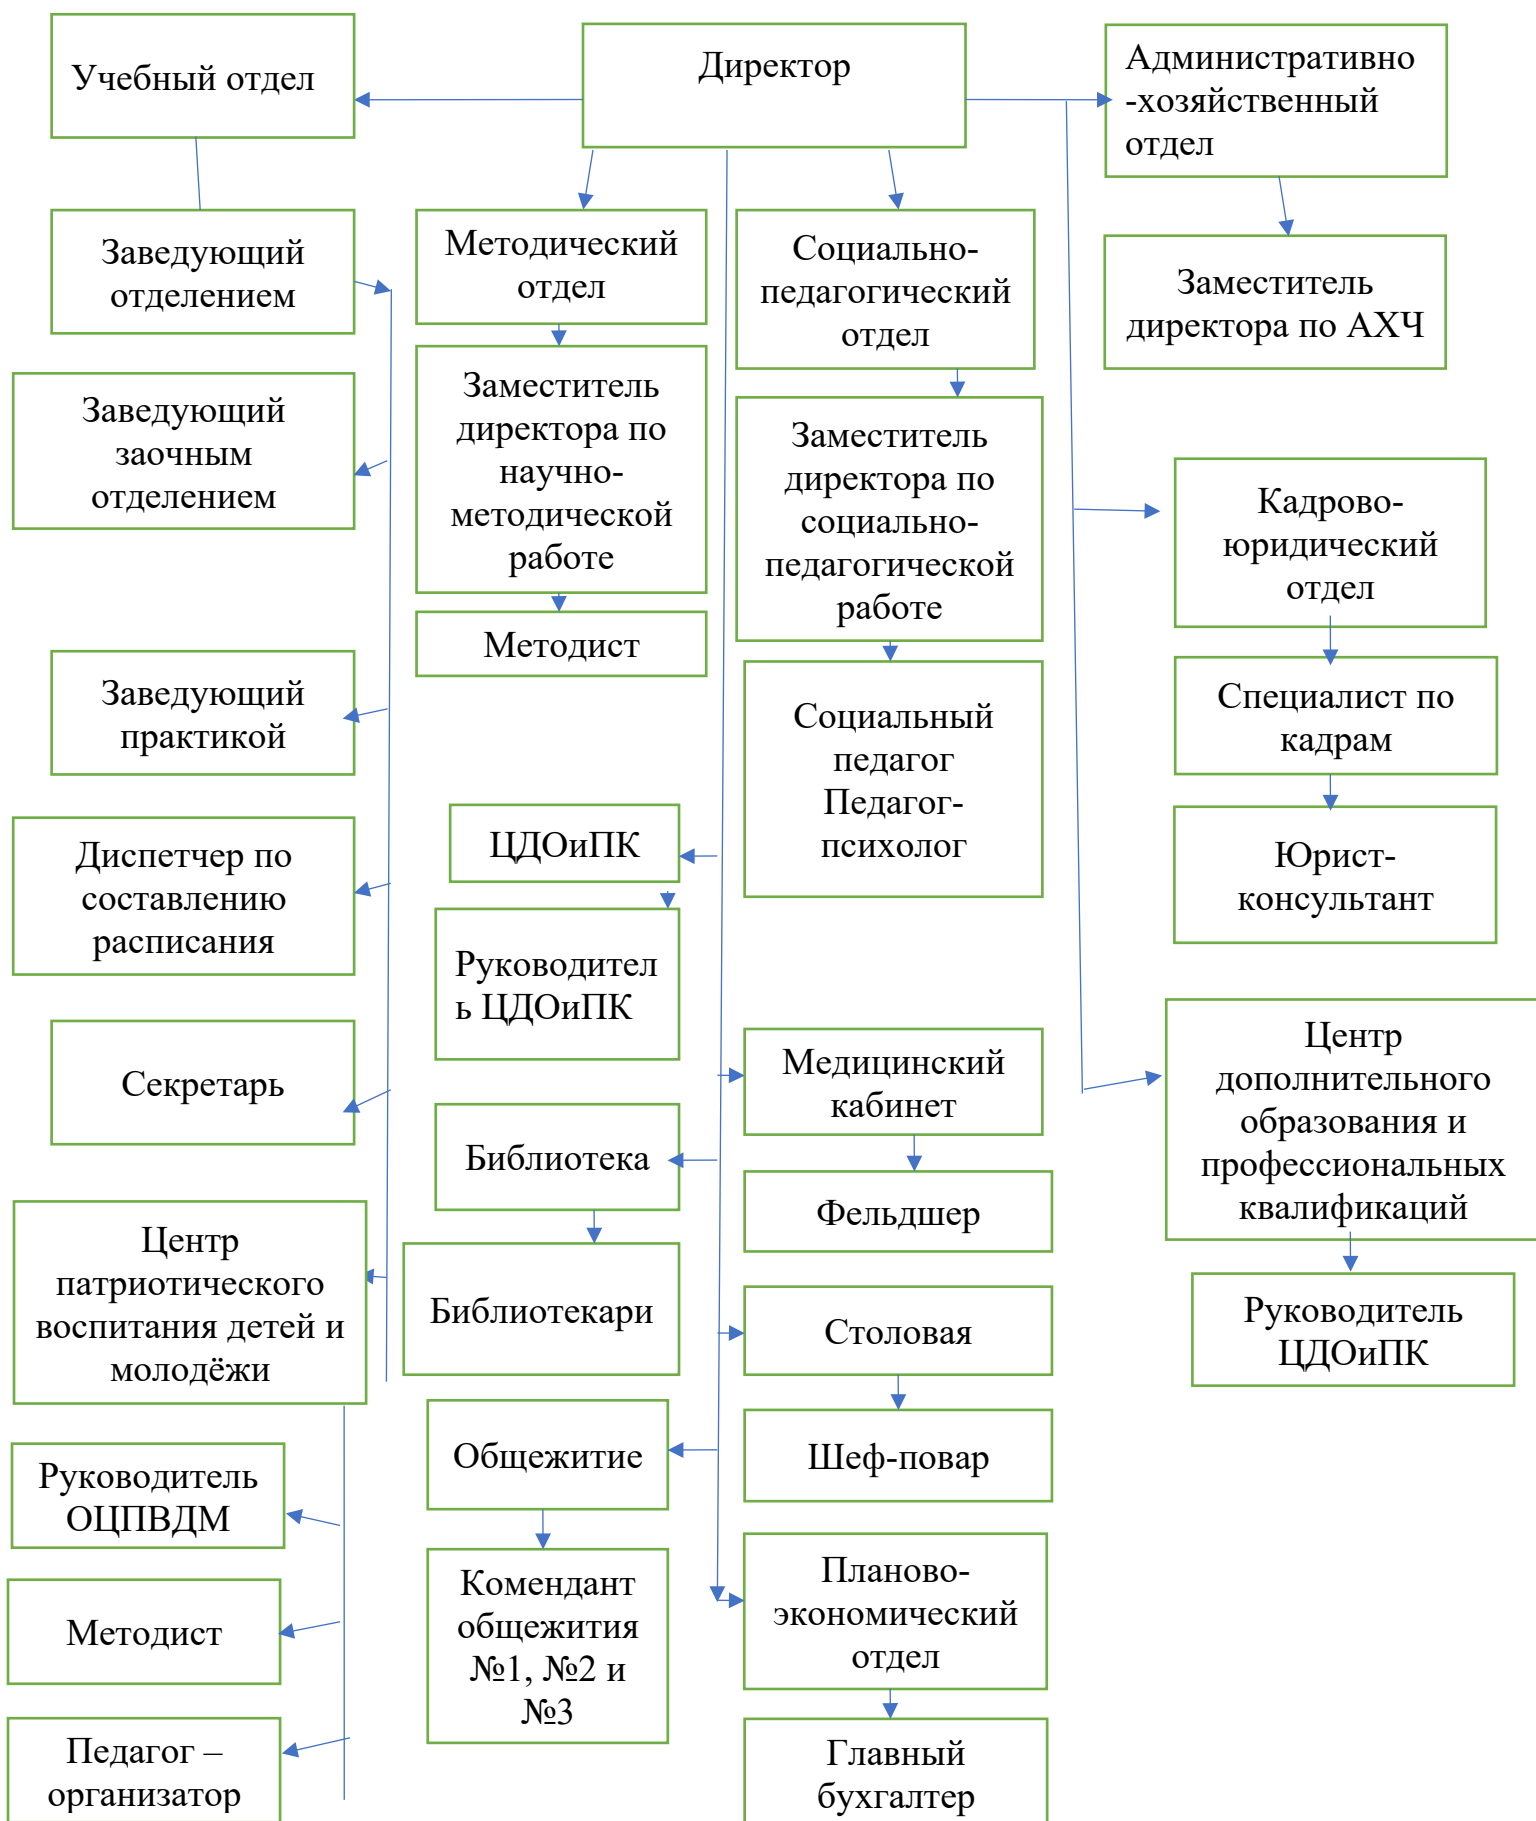 Учебный отдел
Директор
Административно
-хозяйственный
отдел
Заведующий
отделением
Методический
отдел
Социально-
педагогический
отдел
Заместитель
директора по АХЧ
Заведующий
заочным
отделением
Заместитель
директора по
научно-
методической
работе
Заместитель
директора по
социально-
педагогической
работе
Кадрово-
юридический
отдел
Методист
Заведующий
практикой
Социальный
педагог
Педагог-
психолог
Специалист по
кадрам
ЦДОиПК
Диспетчер по
составлению
расписания
Юрист-
консультант
Руководител
ь ЦДОиПК
Секретарь
Медицинский
кабинет
Центр
дополнительного
образования и
профессиональных
квалификаций
Библиотека
Фельдшер
Центр
патриотического
воспитания детей и
молодёжи
Библиотекари
Столовая
Руководитель
ЦДОиПК
Общежитие
Шеф-повар
Руководитель
ОЦПВДМ
Комендант
общежития
№1, №2 и
№3
Планово-
экономический
отдел
Методист
Педагог –
организатор
Главный
бухгалтер